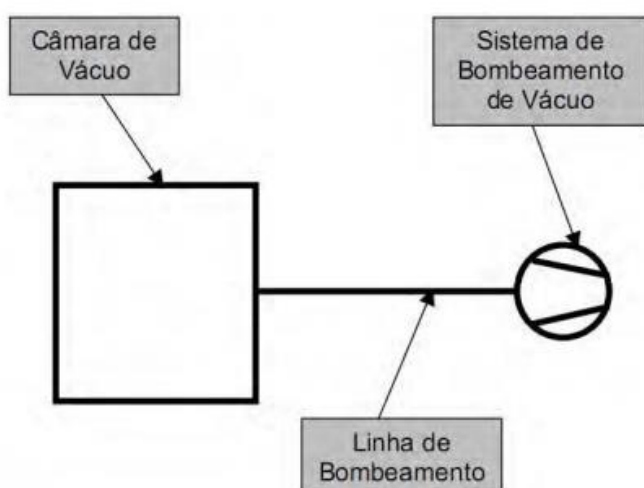 Câmara de
Vácuo
Sistema de
Bombeamento
de Vácuo
Linha de
Bombeamento